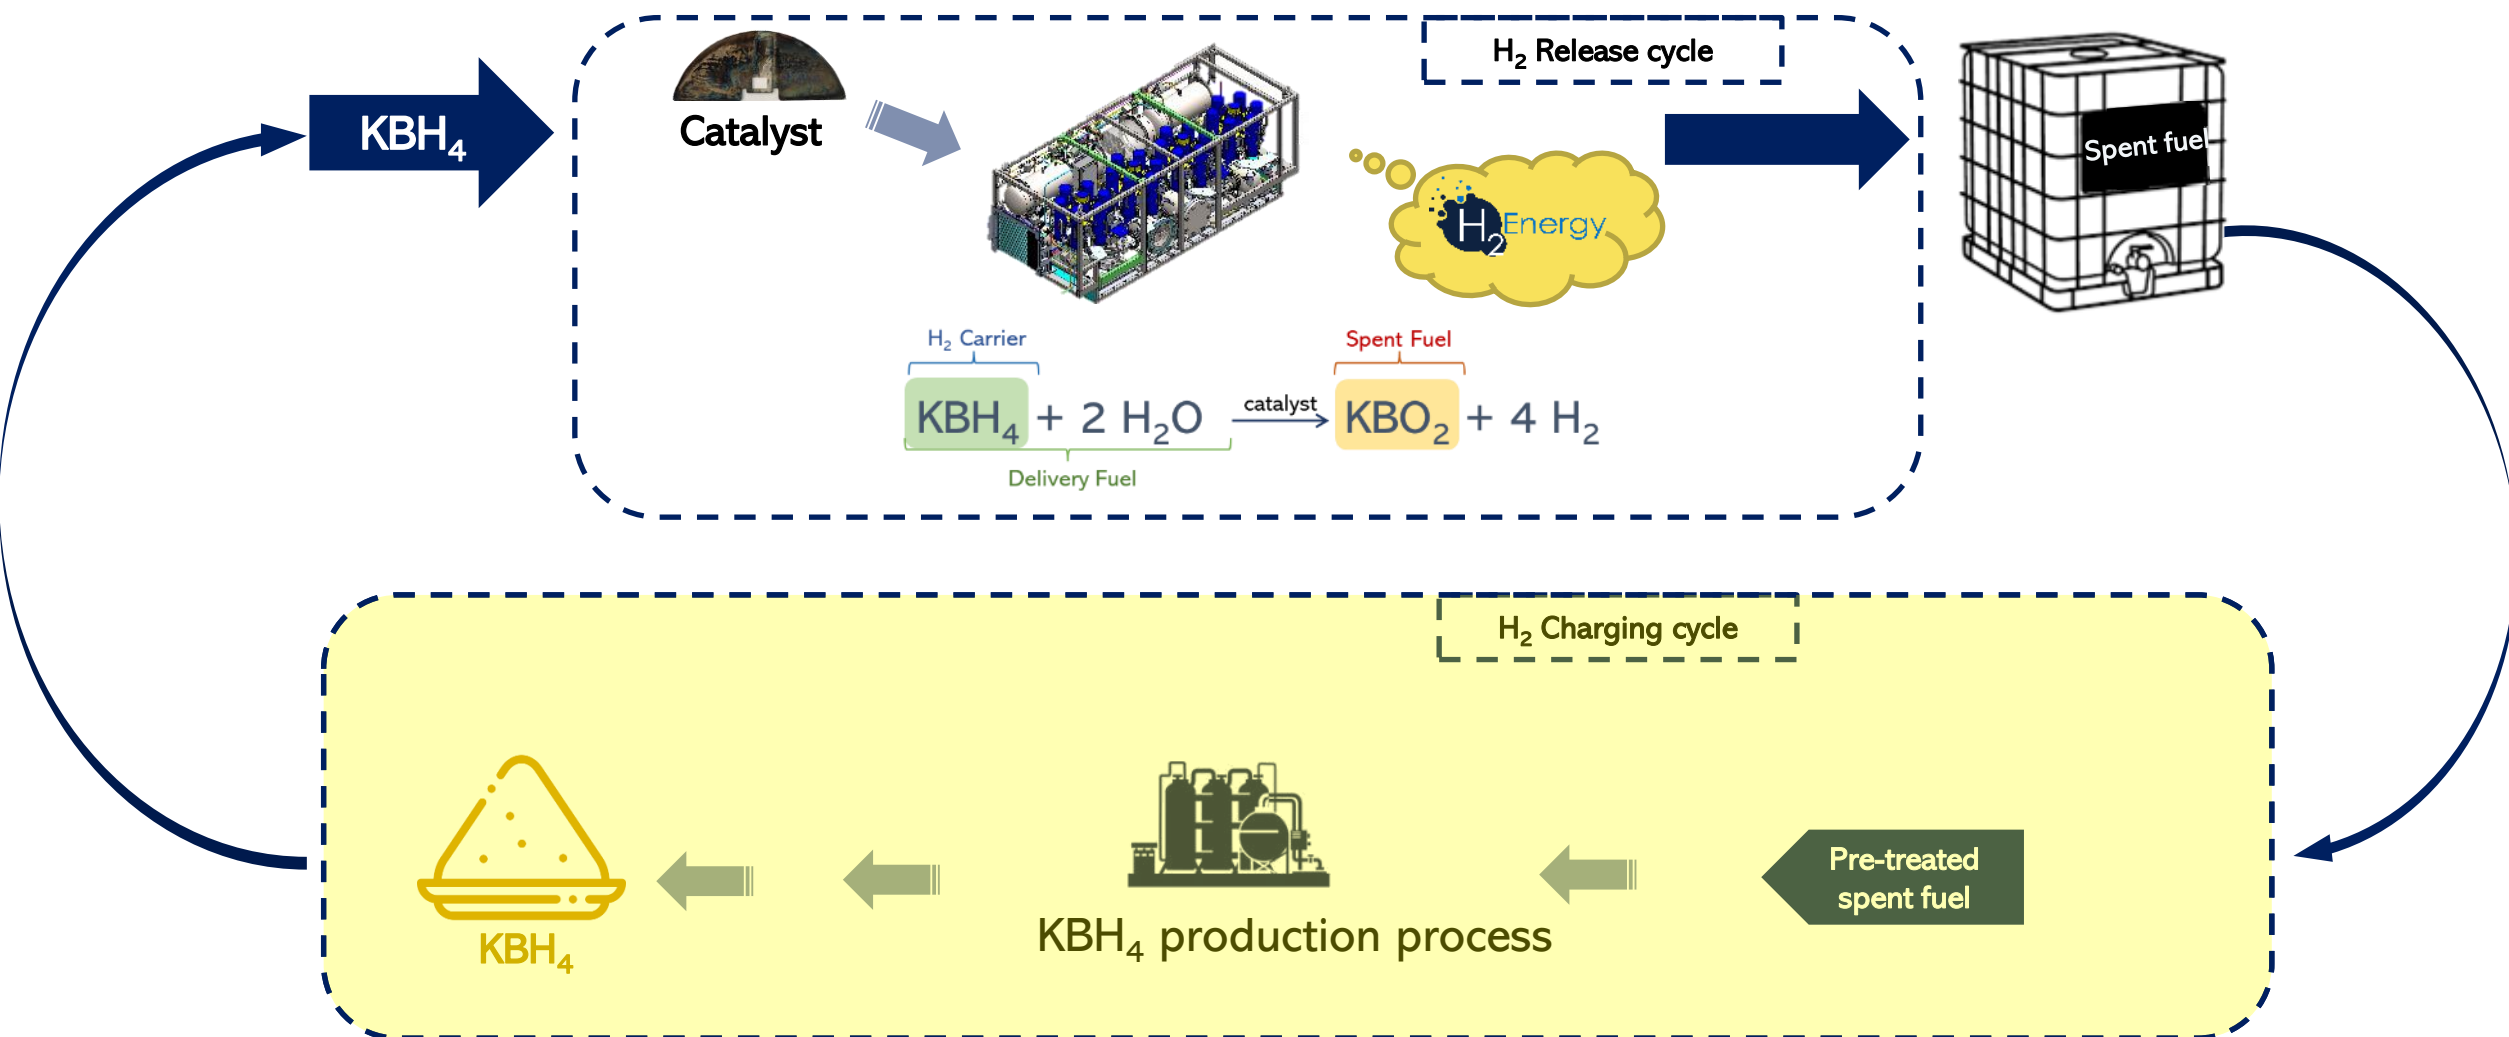 H₂ Release cycle
KBH₄
Catalyst
Spent fuel
H₂ Energy
H₂ Carrier
Spent Fuel
KBH₄ + 2 H₂O catalyst KBO₂ + 4 H₂
Delivery Fuel
H₂ Charging cycle
Pre-treated
spent fuel
KBH₄ production process
KBH₄